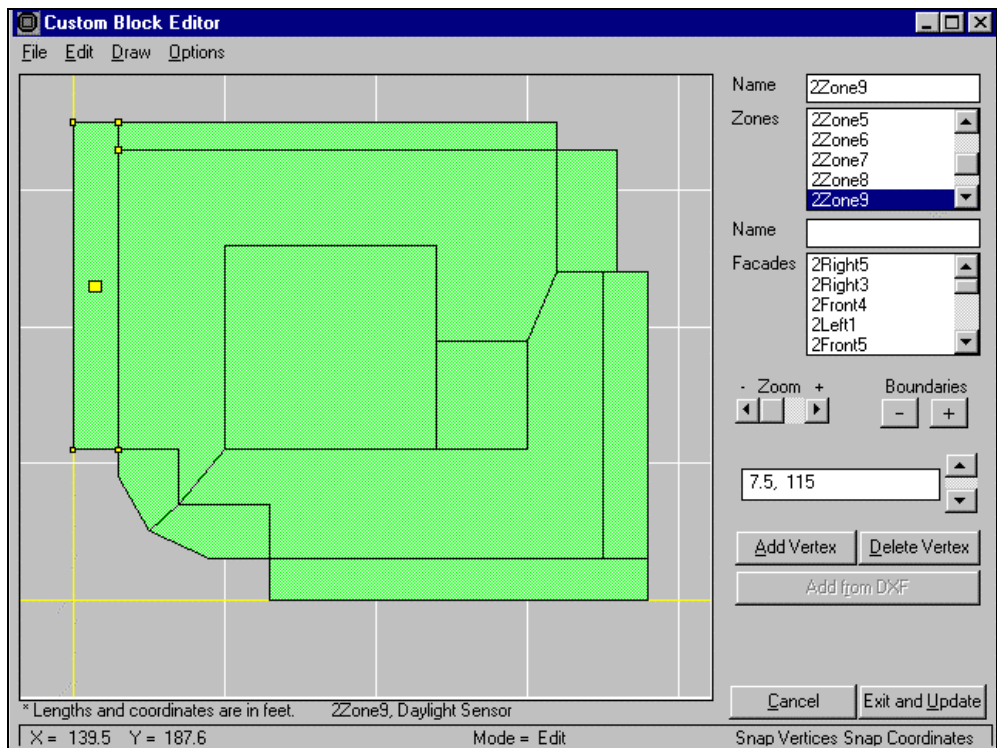 Custom Block Editor
File Edit Draw Options
Name 2Zone9
Zones 2Zone5
2Zone6
2Zone7
2Zone8
2Zone9
Name
Facades 2Right5
2Right3
2Front4
2Left1
2Front5
- Zoom + Boundaries
- +
7.5, 115
Add Vertex Delete Vertex
Add from DXF
Cancel Exit and Update
* Lengths and coordinates are in feet. 2Zone9, Daylight Sensor
X = 139.5 Y = 187.6 Mode = Edit Snap Vertices Snap Coordinates